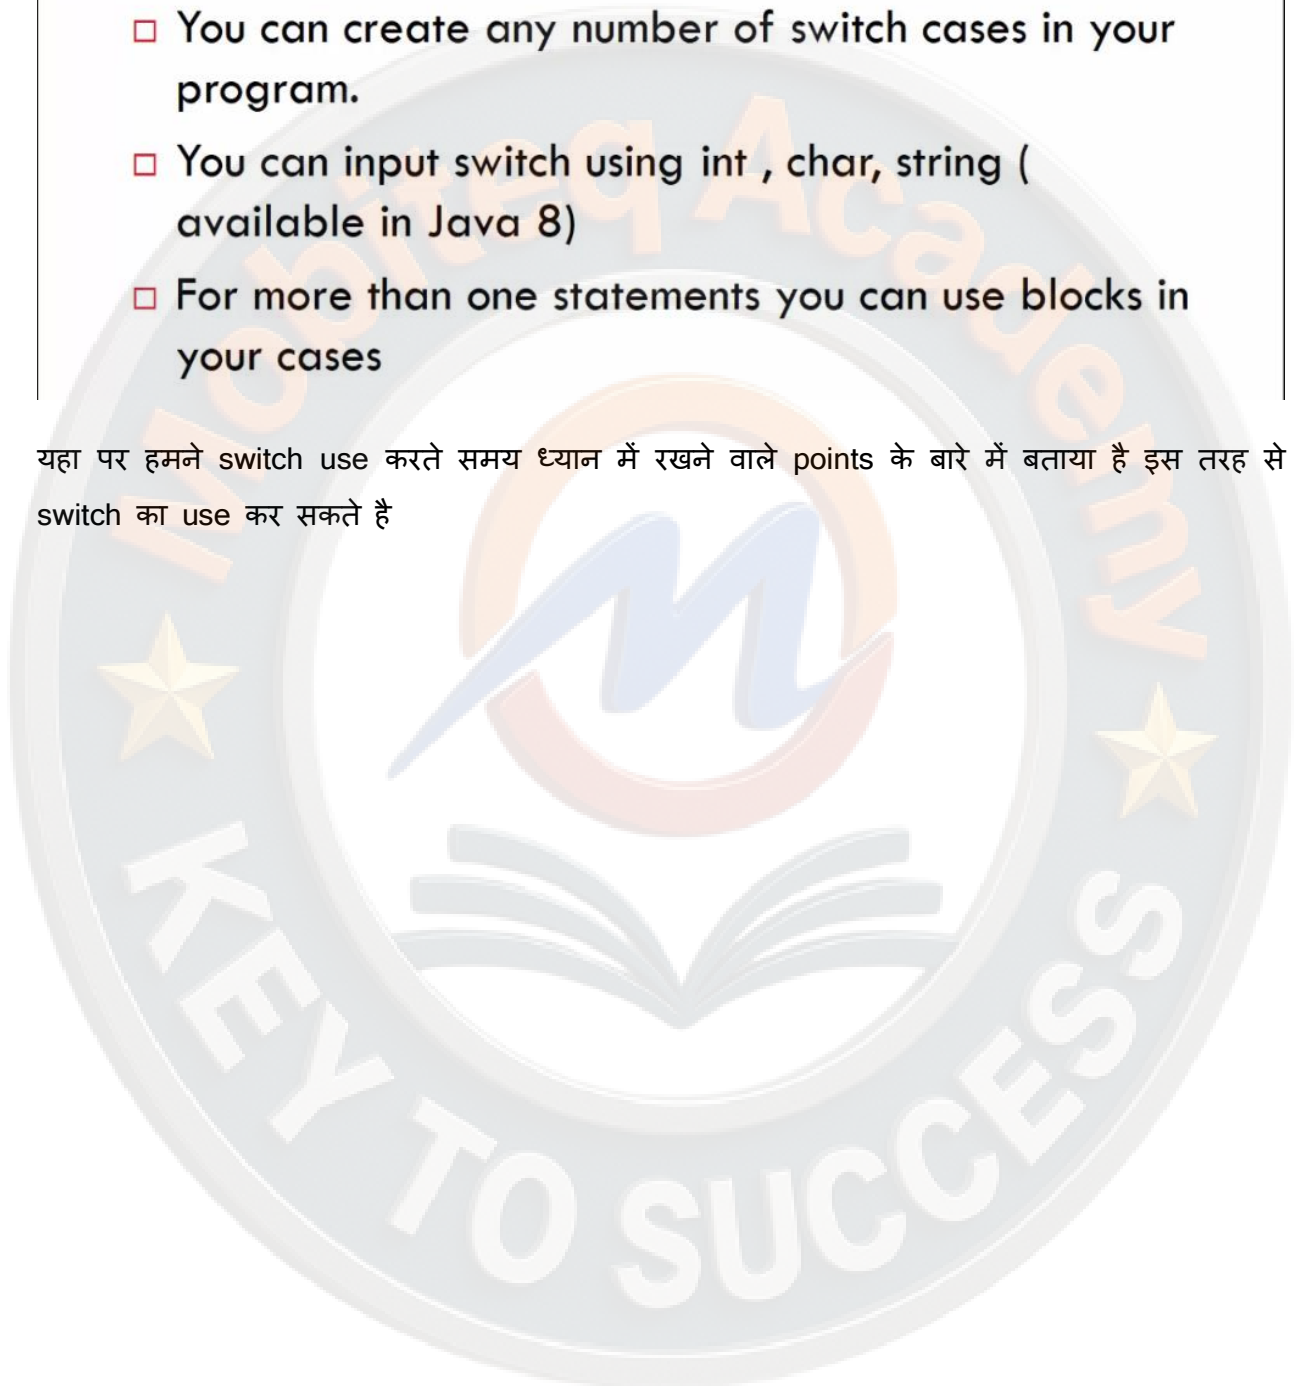 □ You can create any number of switch cases in your
program.
□ You can input switch using int , char, string (
available in Java 8)
□ For more than one statements you can use blocks in
your cases
यहा पर हमने switch use करते समय ध्यान में रखने वाले points के बारे में बताया है इस तरह से
switch का use कर सकते है
Mobiteq Academy
KEY TO SUCCESS